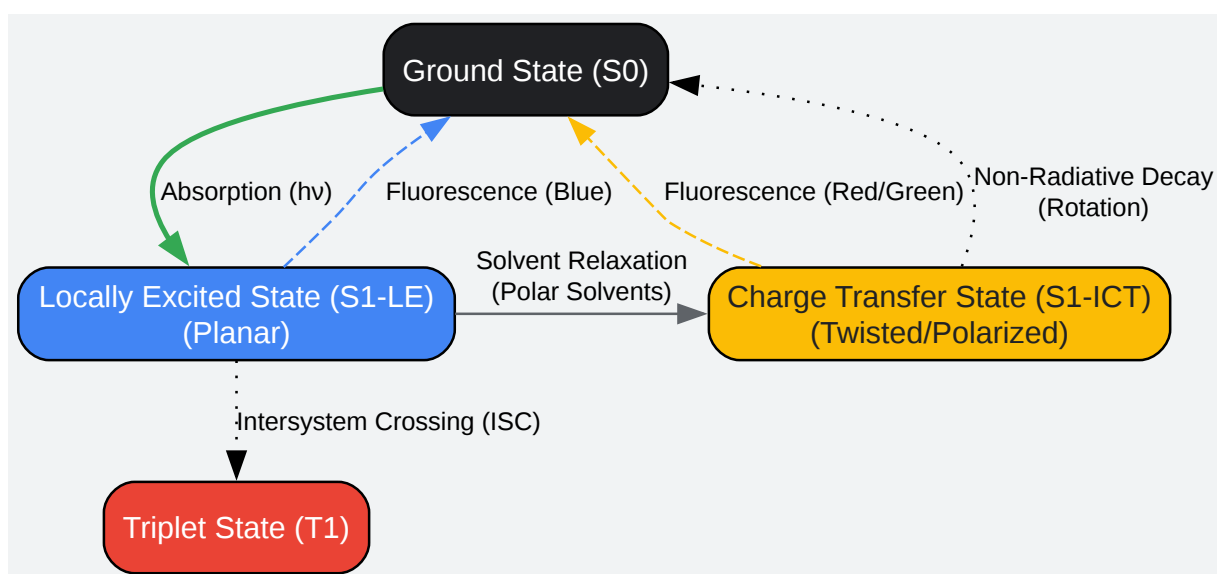 Ground State (S0)
Absorption (hν)
Fluorescence (Blue)
Fluorescence (Red/Green)
Non-Radiative Decay
(Rotation)
Solvent Relaxation
(Polar Solvents)
Locally Excited State (S1-LE)
(Planar)
Charge Transfer State (S1-ICT)
(Twisted/Polarized)
Intersystem Crossing (ISC)
Triplet State (T1)